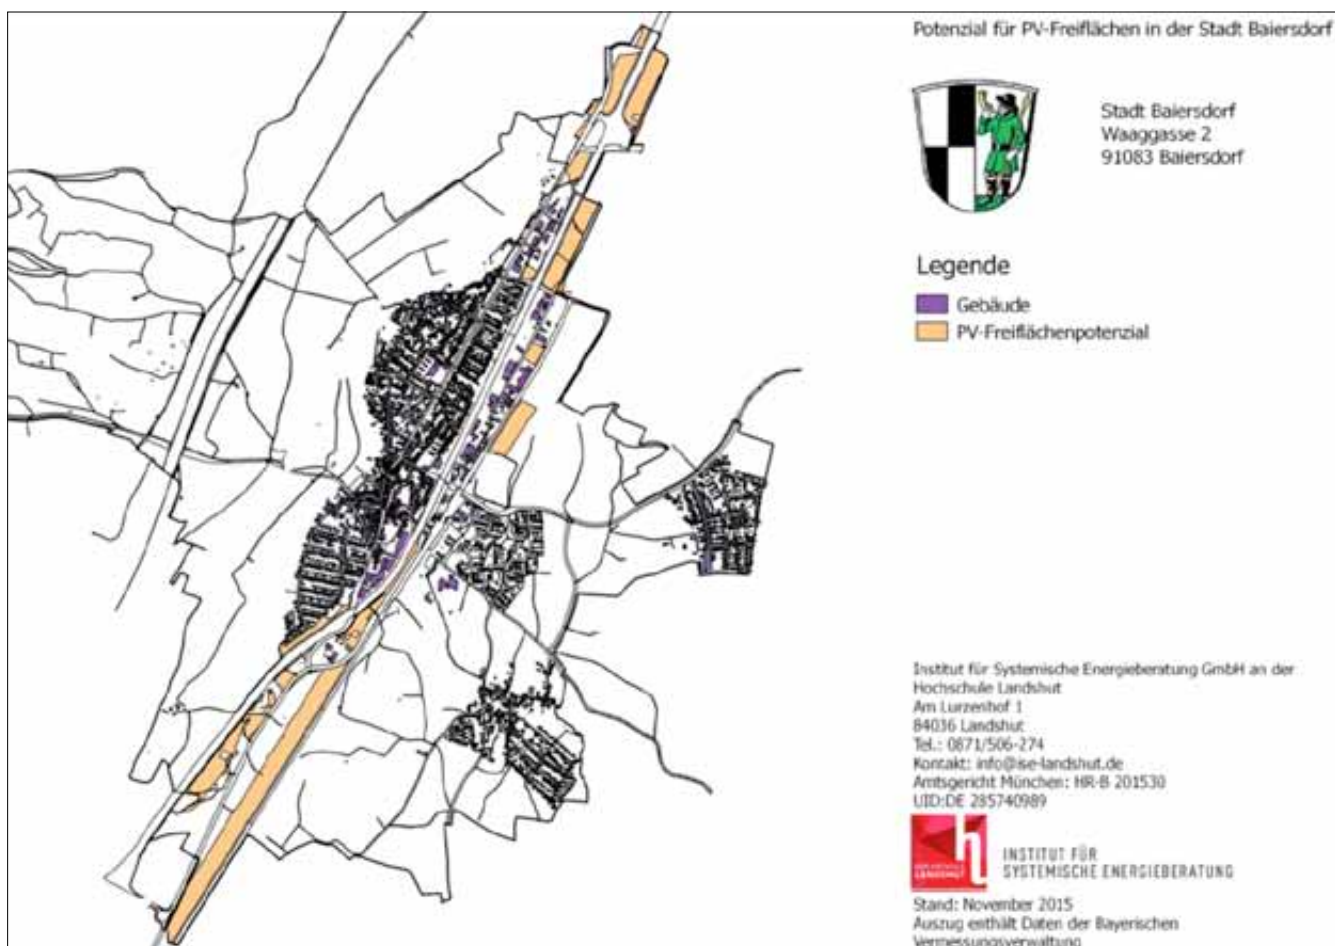 Potenzial für PV-Freiflächen in der Stadt Baiersdorf
Stadt Baiersdorf
Waaggasse 2
91083 Baiersdorf
Legende
Gebäude
PV-Freiflächenpotenzial
Institut für Systemische Energieberatung GmbH an der
Hochschule Landshut
Am Lurzenhof 1
84036 Landshut
Tel.: 0871/506-274
Kontakt: info@ise-landshut.de
Amtsgericht München: HR-B 201530
UID:DE 285740989
HOCHSCHULE
LANDSHUT
INSTITUT FÜR
SYSTEMISCHE ENERGIEBERATUNG
Stand: November 2015
Auszug enthält Daten der Bayerischen
Vermessungsverwaltung